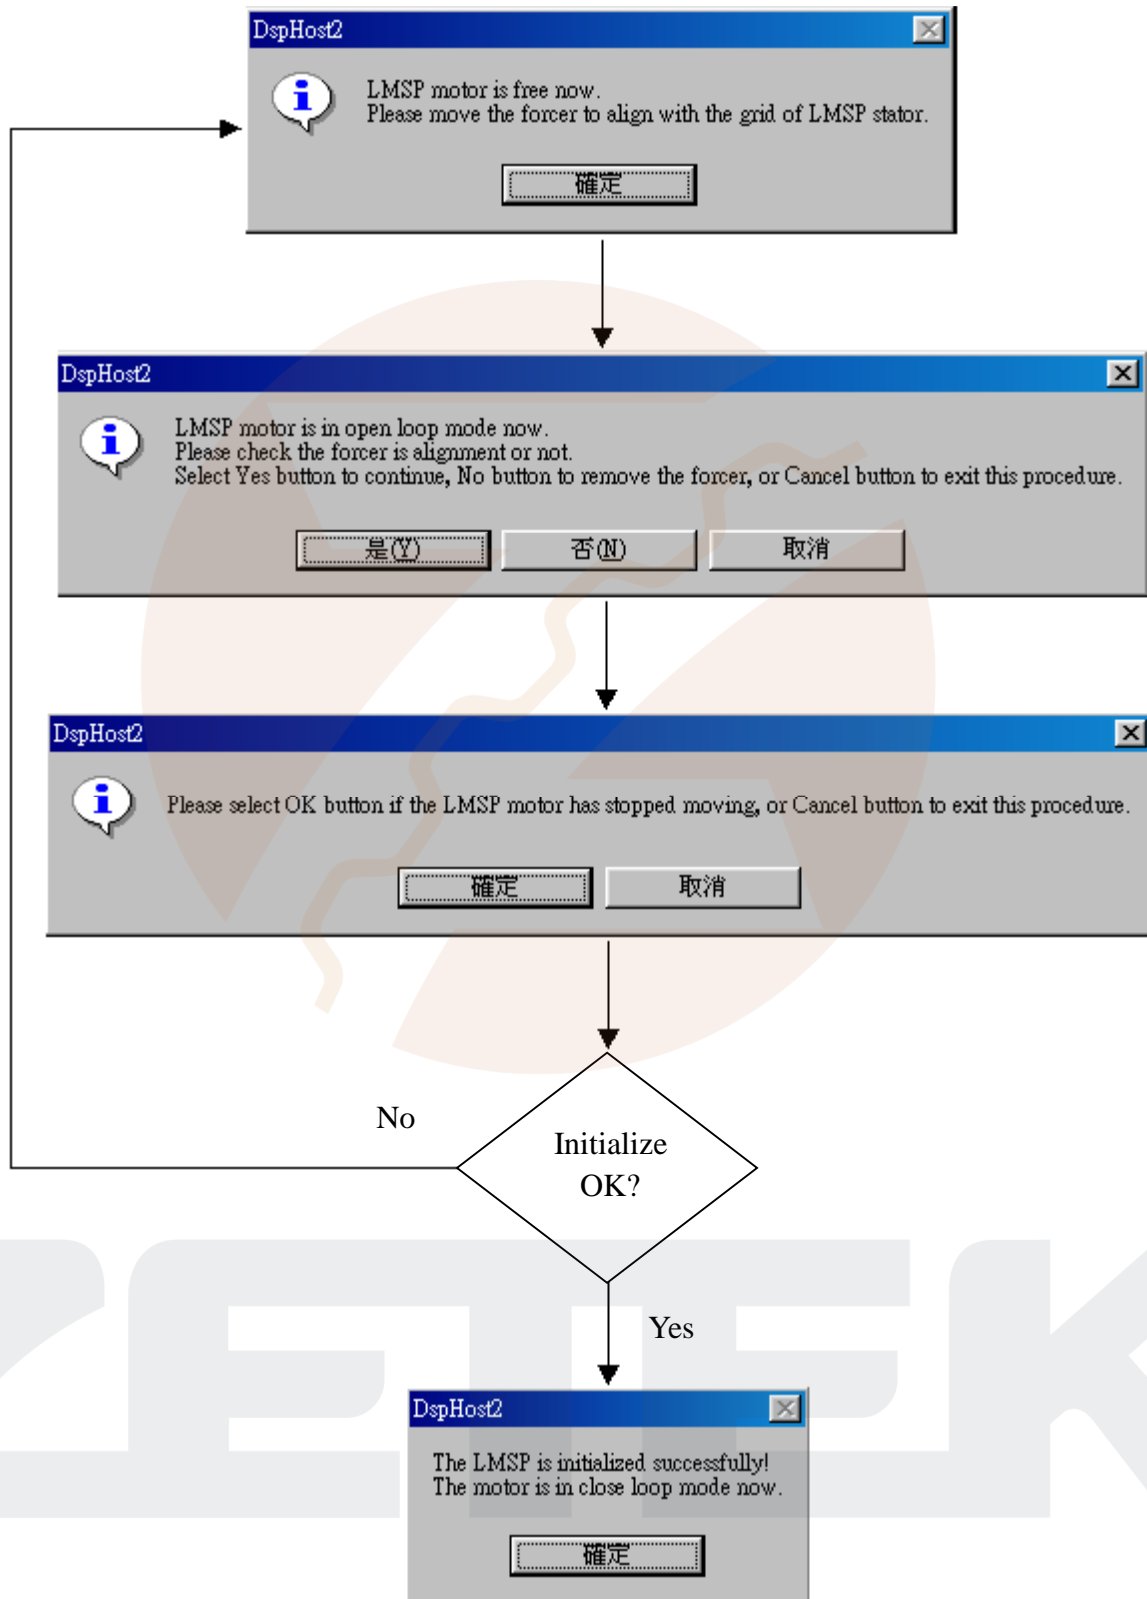 DspHost2
LMSP motor is free now.
Please move the forcer to align with the grid of LMSP stator.
確定
DspHost2
LMSP motor is in open loop mode now.
Please check the forcer is alignment or not.
Select Yes button to continue, No button to remove the forcer, or Cancel button to exit this procedure.
是(Y) 否(N) 取消
DspHost2
Please select OK button if the LMSP motor has stopped moving, or Cancel button to exit this procedure.
確定 取消
No
Initialize
OK?
Yes
DspHost2
The LMSP is initialized successfully!
The motor is in close loop mode now.
確定